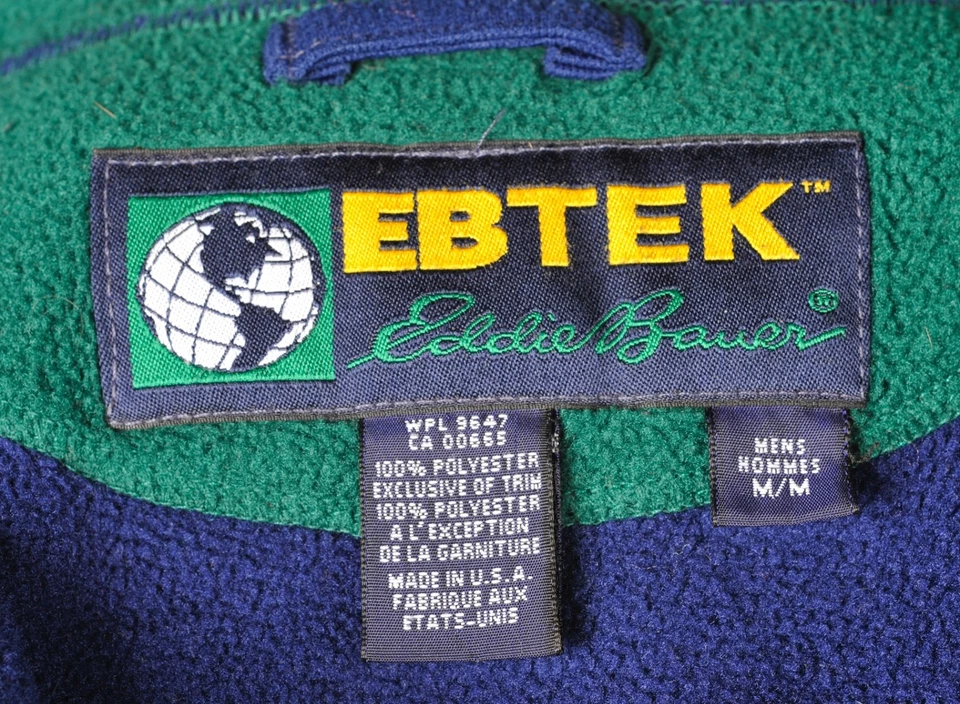 EBTEK™
Eddie Bauer®
WPL 9647
CA 00665
100% POLYESTER
EXCLUSIVE OF TRIM
100% POLYESTER
A L'EXCEPTION
DE LA GARNITURE
MADE IN U.S.A.
FABRIQUE AUX
ETATS-UNIS
MENS
HOMMES
M/M